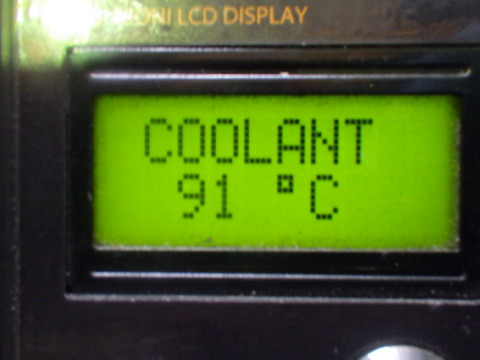 LCD DISPLAY
COOLANT
91 °C